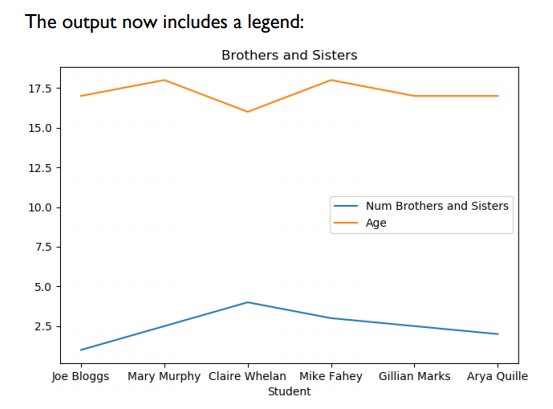 The output now includes a legend:
Brothers and Sisters
17.5
15.0
12.5
10.0
7.5
5.0
2.5
Num Brothers and Sisters
Age
Joe Bloggs Mary Murphy Claire Whelan Mike Fahey Gillian Marks Arya Quille
Student